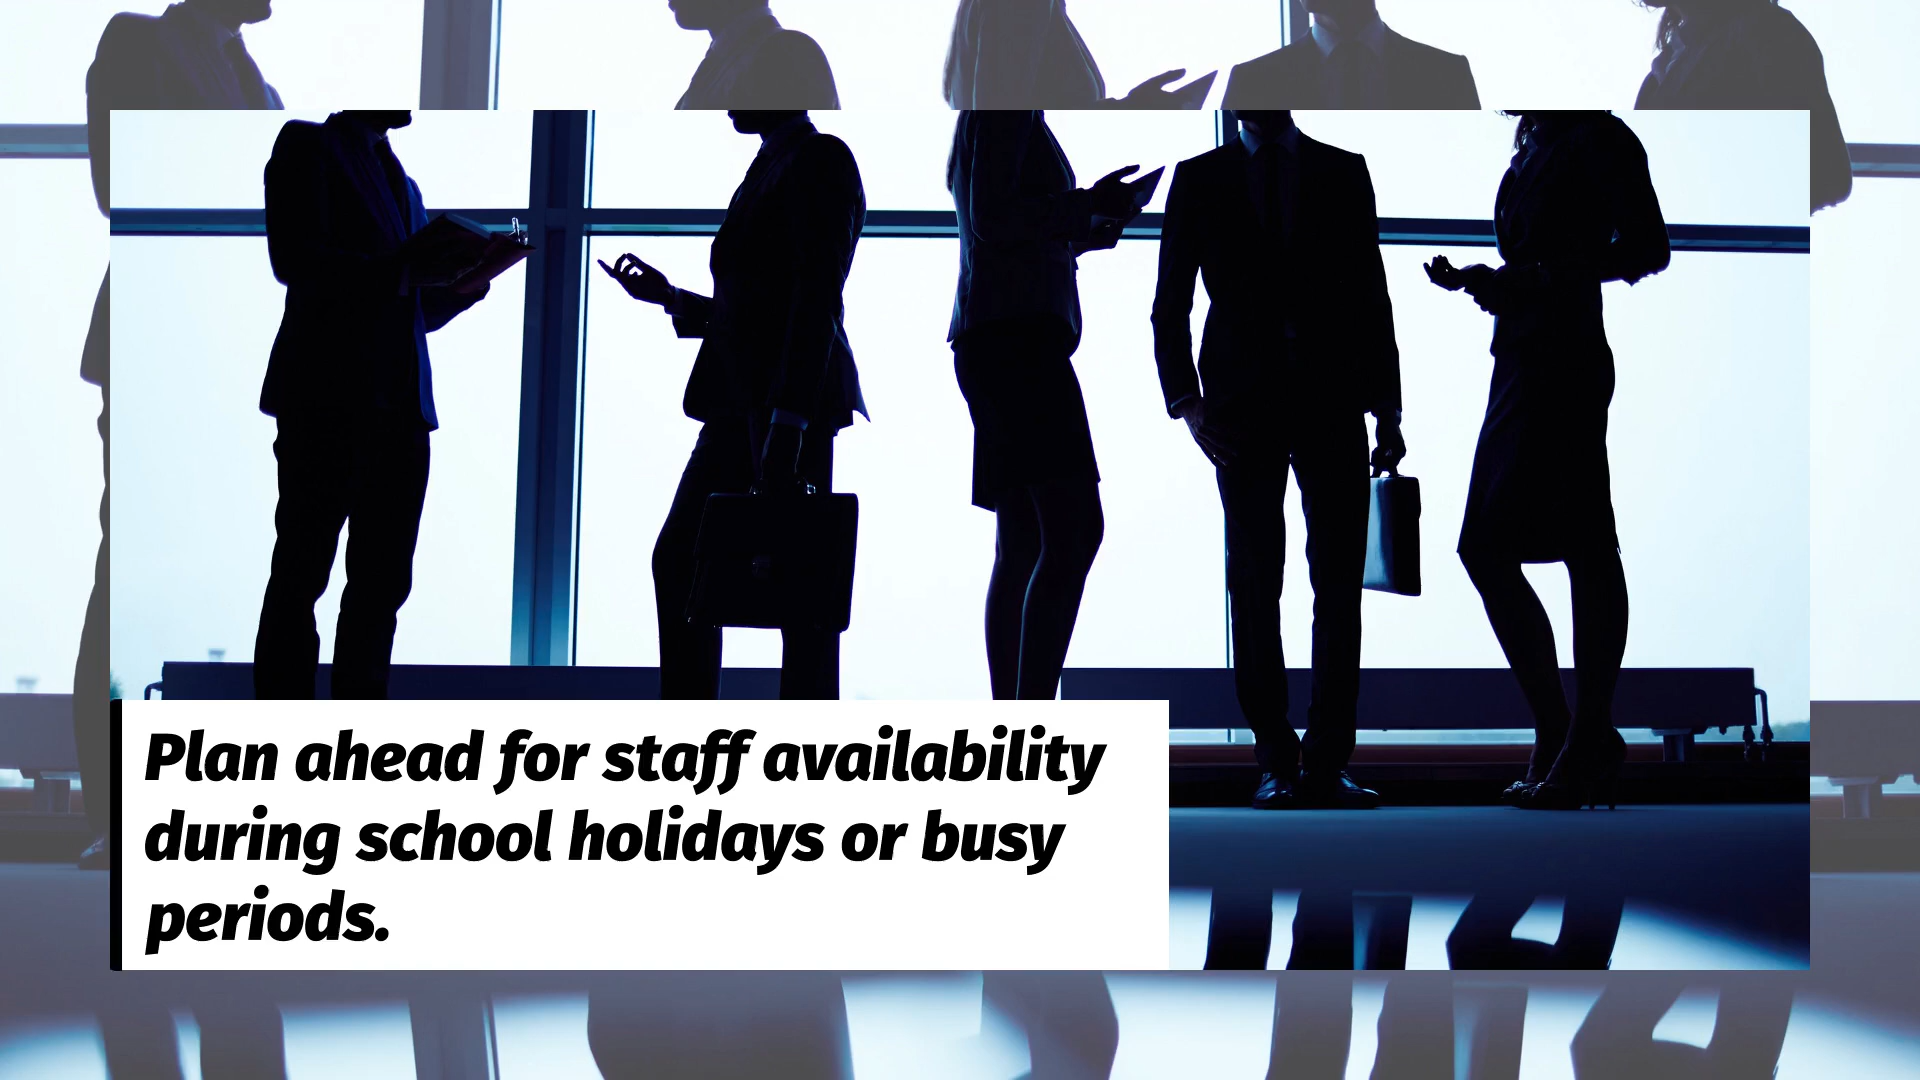 Plan ahead for staff availability
during school holidays or busy
periods.